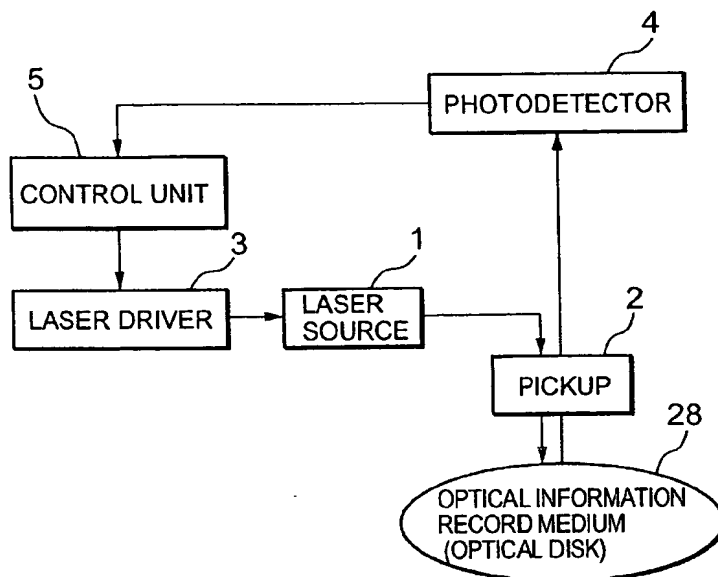 4
PHOTODETECTOR
5
CONTROL UNIT
3
LASER DRIVER
1
LASER
SOURCE
2
PICKUP
28
OPTICAL INFORMATION
RECORD MEDIUM
(OPTICAL DISK)